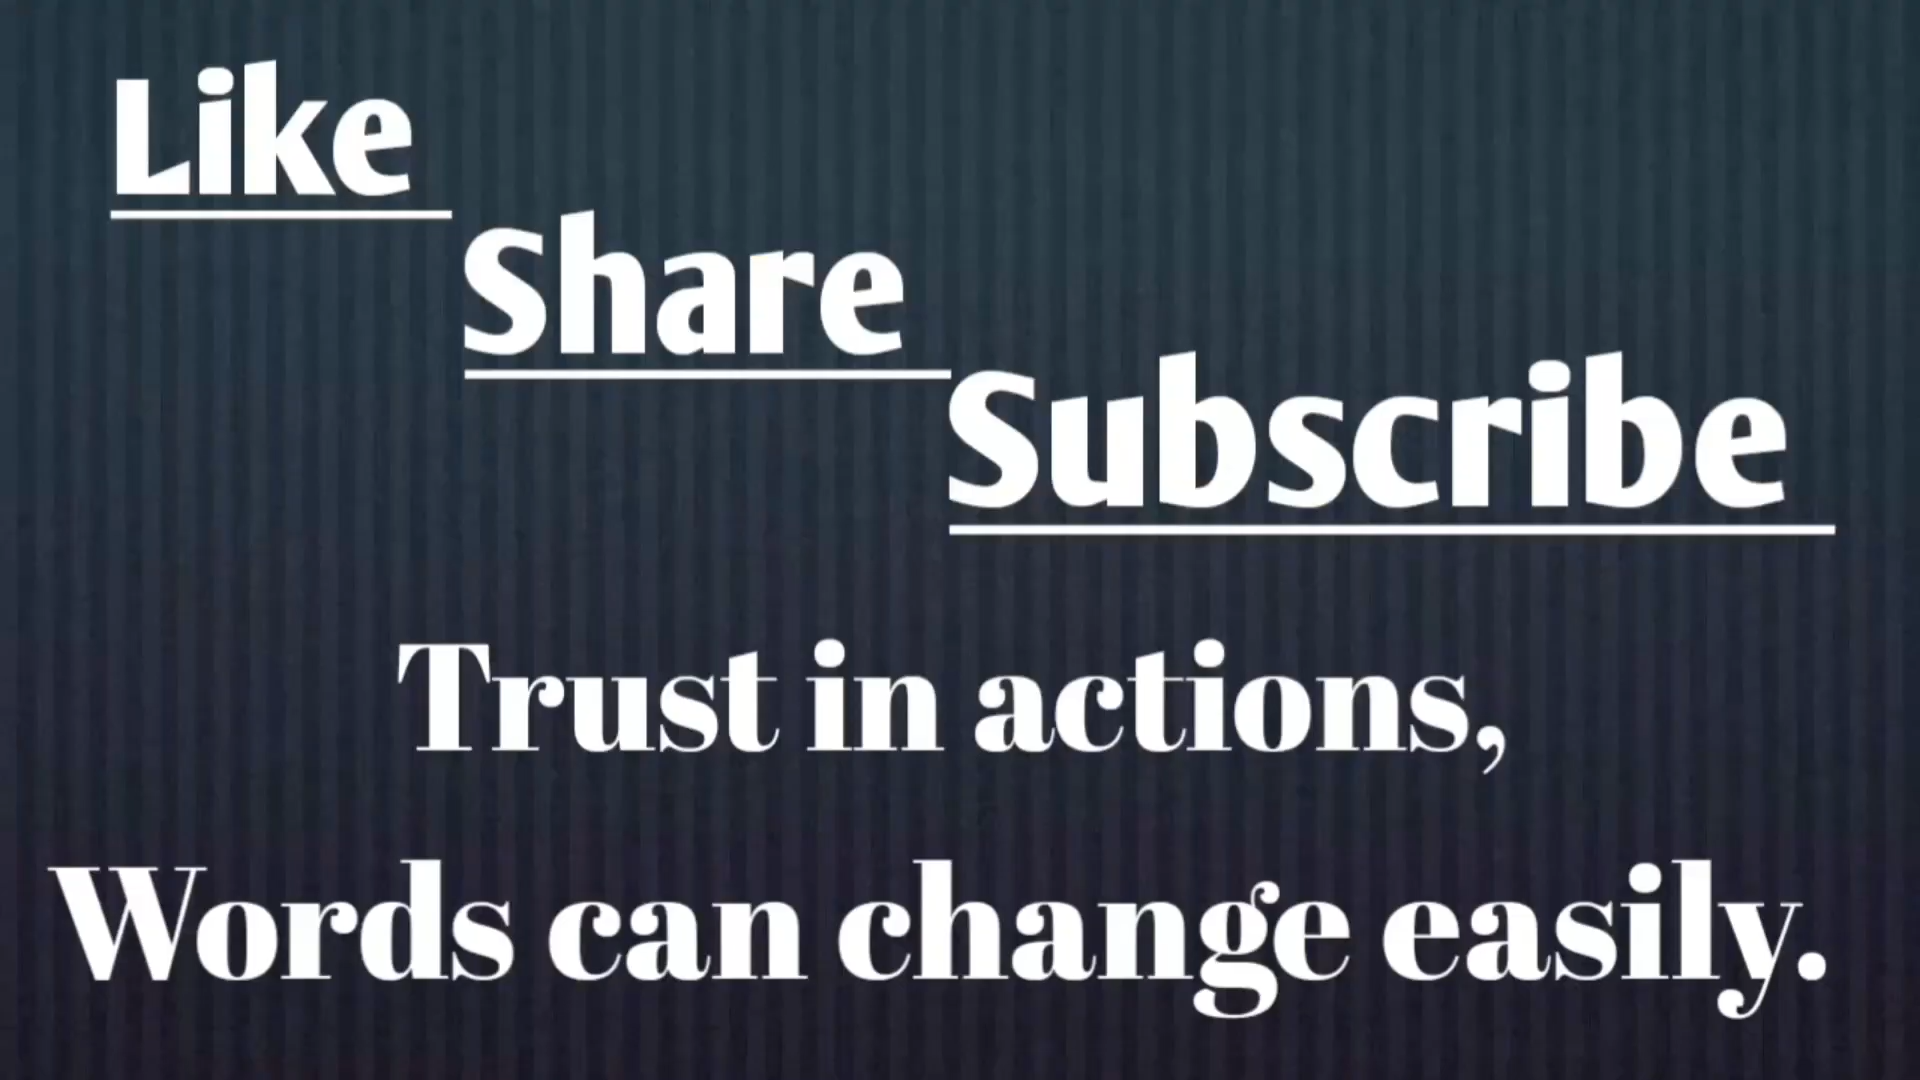 Like
Share
Subscribe
Trust in actions,
Words can change easily.